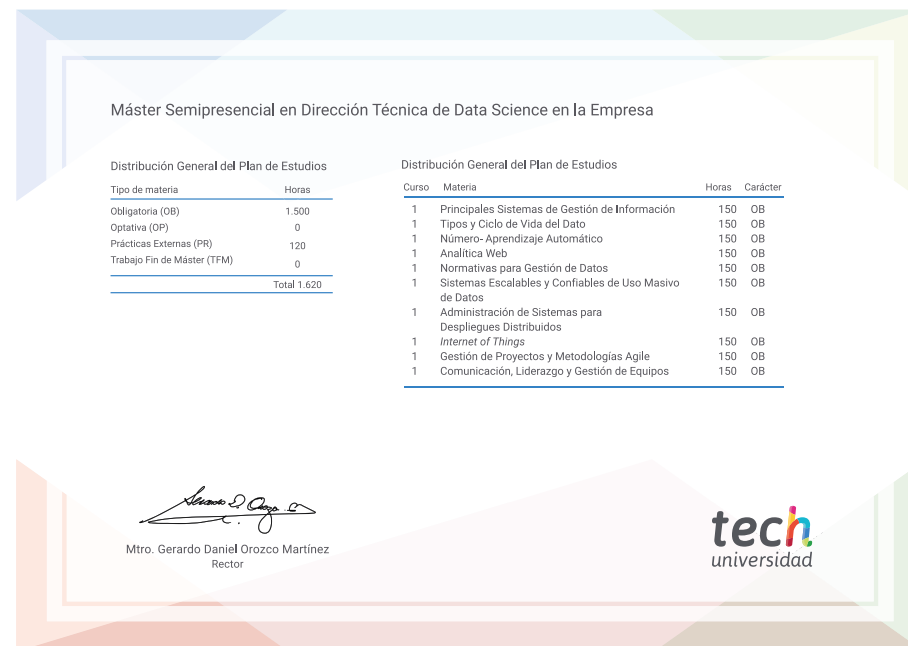 Máster Semipresencial en Dirección Técnica de Data Science en la Empresa
Distribución General del Plan de Estudios
Tipo de materia Horas
Obligatoria (OB) 1.500
Optativa (OP) 0
Prácticas Externas (PR) 120
Trabajo Fin de Máster (TFM) 0
Total 1.620
Distribución General del Plan de Estudios
Curso Materia Horas Carácter
1 Principales Sistemas de Gestión de Información 150 OB
1 Tipos y Ciclo de Vida del Dato 150 OB
1 Número- Aprendizaje Automático 150 OB
1 Analítica Web 150 OB
1 Normativas para Gestión de Datos 150 OB
1 Sistemas Escalables y Confiables de Uso Masivo 150 OB
de Datos
1 Administración de Sistemas para 150 OB
Despliegues Distribuidos
1 Internet of Things 150 OB
1 Gestión de Proyectos y Metodologías Agile 150 OB
1 Comunicación, Liderazgo y Gestión de Equipos 150 OB
Mtro. Gerardo Daniel Orozco Martínez
Rector
tech
universidad